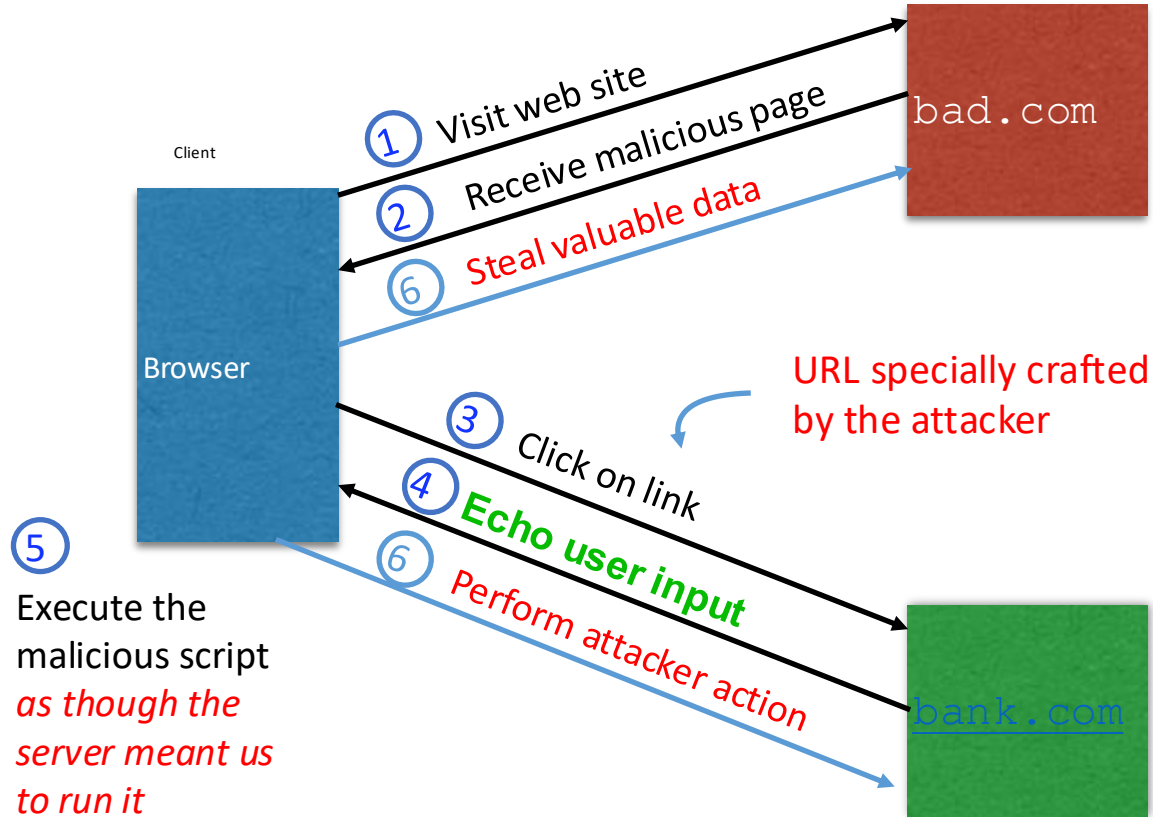 Client
Browser
1 Visit web site
2 Receive malicious page
6 Steal valuable data
bad.com
URL specially crafted
by the attacker
3 Click on link
4 Echo user input
6 Perform attacker action
bank.com
5
Execute the
malicious script
as though the
server meant us
to run it